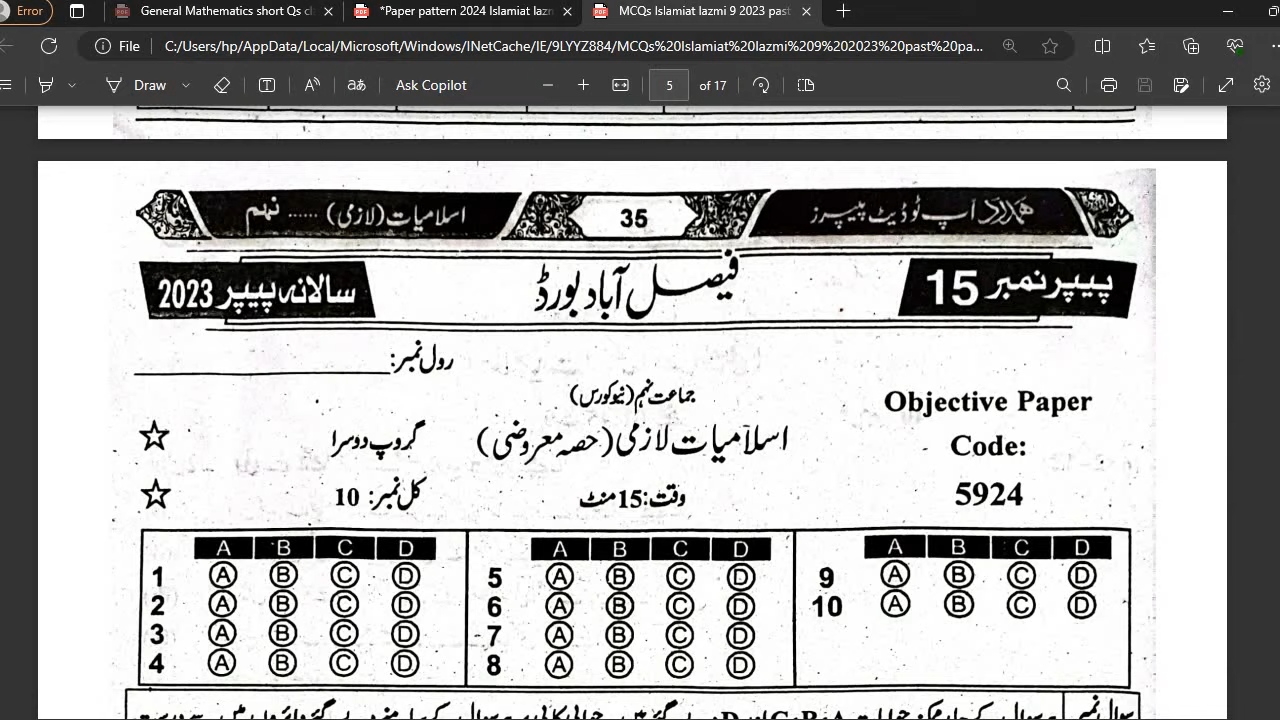 Error
General Mathematics short Qs cl
*Paper pattern 2024 Islamiat lazm
MCQs Islamiat lazmi 9 2023 past
File C:/Users/hp/AppData/Local/Microsoft/Windows/INetCache/IE/9LYYZ884/MCQs%20Islamiat%20lazmi%209%202023%20past%20pa...
Draw Ask Copilot 5 of 17
ہمدرد اَپ ٹو ڈیٹ پیپرز 35 اسلامیات (لازمی) ...... نہم
پیپر نمبر 15 فیصل آباد بورڈ سالانہ پیپر 2023
رول نمبر:
جماعت نہم (نیو کورس)
Objective Paper
اسلامیات لازمی (حصہ معروضی) گروپ دوسرا
Code:
وقت: 15 منٹ کل نمبر: 10
5924
A B C D A B C D A B C D
1 A B C D 5 A B C D 9 A B C D
2 A B C D 6 A B C D 10 A B C D
3 A B C D 7 A B C D
4 A B C D 8 A B C D